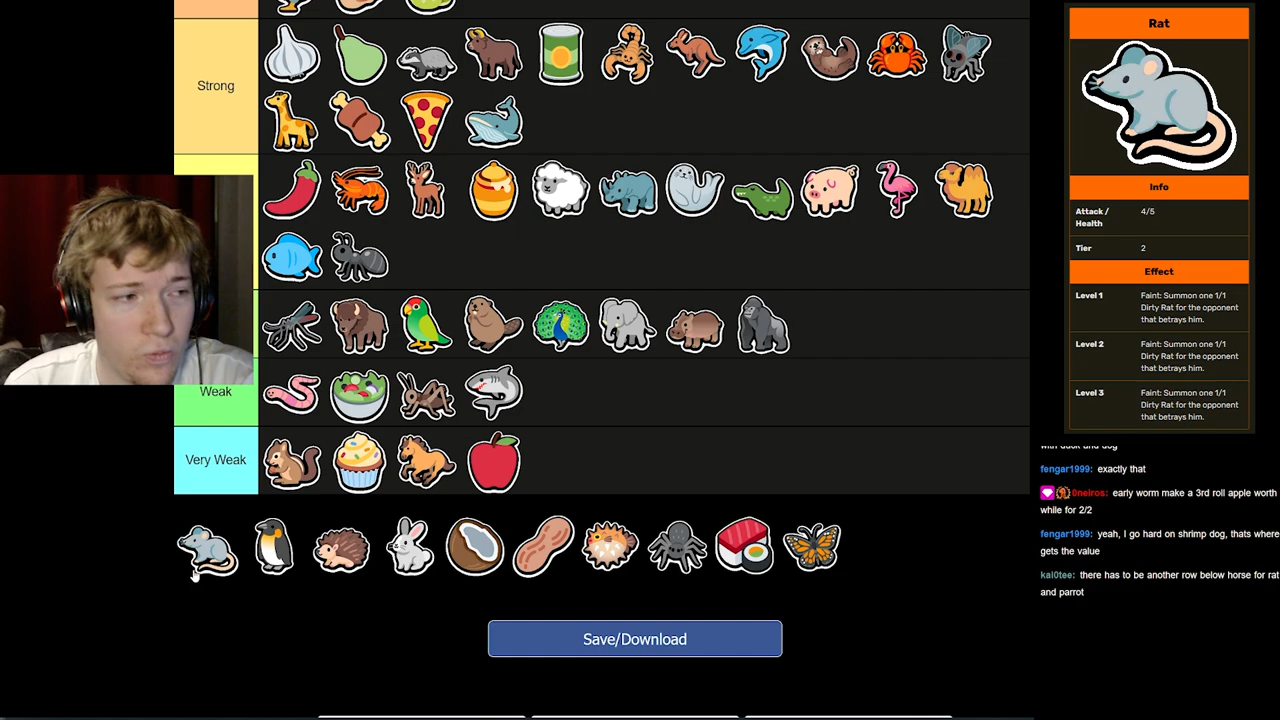 Rat
Strong
Info
Attack /
Health
4/5
Tier
2
Effect
Level 1
Faint: Summon one 1/1
Dirty Rat for the opponent
that betrays him.
Level 2
Faint: Summon one 1/1
Dirty Rat for the opponent
that betrays him.
Level 3
Faint: Summon one 1/1
Dirty Rat for the opponent
that betrays him.
Weak
Very Weak
with duck and dog
fengar1999: exactly that
0neiros: early worm make a 3rd roll apple worth
while for 2/2
fengar1999: yeah, I go hard on shrimp dog, thats where
gets the value
kal0tee: there has to be another row below horse for rat
and parrot
Save/Download